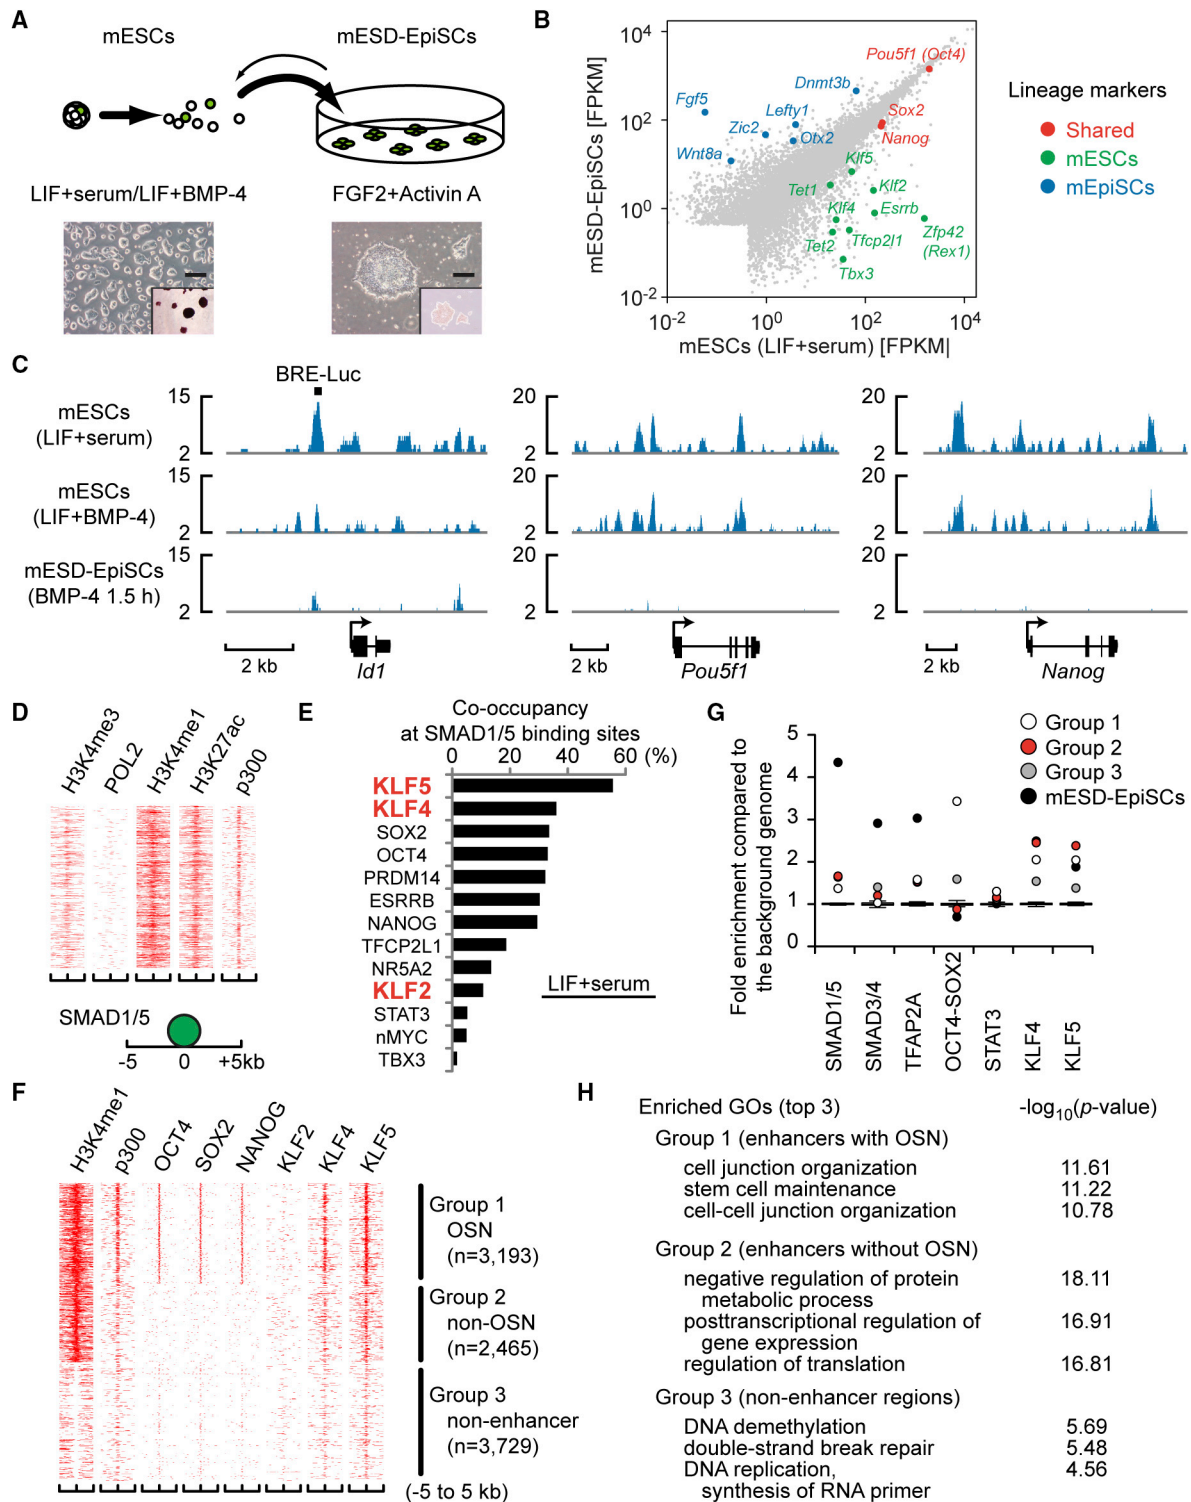 A
mESCs
mESD-EpiSCs
LIF+serum/LIF+BMP-4
FGF2+Activin A
B
10^4
10^2
10^0
10^-2
mESD-EpiSCs [FPKM]
10^-2
10^0
10^2
10^4
mESCs (LIF+serum) [FPKM|
Pou5f1 (Oct4)
Dnmt3b
Fgf5
Lefty1
Sox2
Zic2
Otx2
Nanog
Wnt8a
Klf5
Tet1
Klf2
Klf4
Esrrb
Tet2
Tfcp2l1
Zfp42
(Rex1)
Tbx3
Lineage markers
Shared
mESCs
mEpiSCs
C
BRE-Luc
mESCs
(LIF+serum)
15
2
20
2
20
2
mESCs
(LIF+BMP-4)
15
2
20
2
20
2
mESD-EpiSCs
(BMP-4 1.5 h)
15
2
20
2
20
2
2 kb
Id1
2 kb
Pou5f1
2 kb
Nanog
D
H3K4me3
POL2
H3K4me1
H3K27ac
p300
SMAD1/5
-5
0
+5kb
E
Co-occupancy
at SMAD1/5 binding sites
0
20
40
60 (%)
KLF5
KLF4
SOX2
OCT4
PRDM14
ESRRB
NANOG
TFCP2L1
NR5A2
KLF2
STAT3
nMYC
TBX3
LIF+serum
G
Group 1
Group 2
Group 3
mESD-EpiSCs
Fold enrichment compared to
the background genome
5
4
3
2
1
0
SMAD1/5
SMAD3/4
TFAP2A
OCT4-SOX2
STAT3
KLF4
KLF5
F
H3K4me1
p300
OCT4
SOX2
NANOG
KLF2
KLF4
KLF5
Group 1
OSN
(n=3,193)
Group 2
non-OSN
(n=2,465)
Group 3
non-enhancer
(n=3,729)
(-5 to 5 kb)
H
Enriched GOs (top 3)
-log10(p-value)
Group 1 (enhancers with OSN)
cell junction organization 11.61
stem cell maintenance 11.22
cell-cell junction organization 10.78
Group 2 (enhancers without OSN)
negative regulation of protein 18.11
metabolic process
posttranscriptional regulation of 16.91
gene expression
regulation of translation 16.81
Group 3 (non-enhancer regions)
DNA demethylation 5.69
double-strand break repair 5.48
DNA replication, 4.56
synthesis of RNA primer